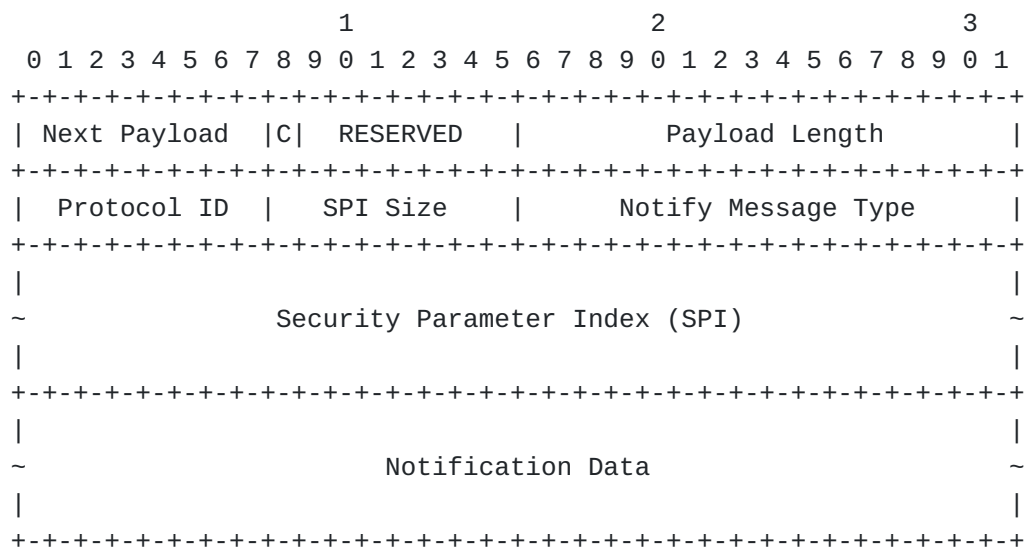 1                   2                   3
 0 1 2 3 4 5 6 7 8 9 0 1 2 3 4 5 6 7 8 9 0 1 2 3 4 5 6 7 8 9 0 1
+-+-+-+-+-+-+-+-+-+-+-+-+-+-+-+-+-+-+-+-+-+-+-+-+-+-+-+-+-+-+-+-+
| Next Payload  |C|  RESERVED   |         Payload Length        |
+-+-+-+-+-+-+-+-+-+-+-+-+-+-+-+-+-+-+-+-+-+-+-+-+-+-+-+-+-+-+-+-+
|  Protocol ID  |   SPI Size    |      Notify Message Type      |
+-+-+-+-+-+-+-+-+-+-+-+-+-+-+-+-+-+-+-+-+-+-+-+-+-+-+-+-+-+-+-+-+
|                                                               |
~                Security Parameter Index (SPI)                 ~
|                                                               |
+-+-+-+-+-+-+-+-+-+-+-+-+-+-+-+-+-+-+-+-+-+-+-+-+-+-+-+-+-+-+-+-+
|                                                               |
~                       Notification Data                       ~
|                                                               |
+-+-+-+-+-+-+-+-+-+-+-+-+-+-+-+-+-+-+-+-+-+-+-+-+-+-+-+-+-+-+-+-+